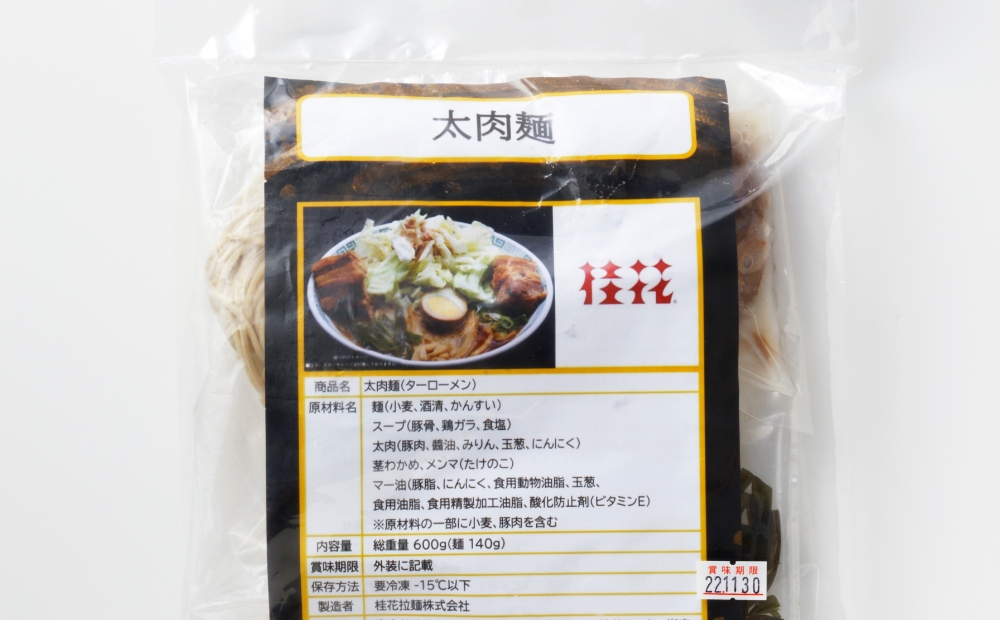 太肉麺
桂花
商品名 太肉麺(ターローメン)
原材料名 麺(小麦、酒清、かんすい)
スープ(豚骨、鶏ガラ、食塩)
太肉(豚肉、醤油、みりん、玉葱、にんにく)
茎わかめ、メンマ(たけのこ)
マー油(豚脂、にんにく、食用動物油脂、玉葱、
食用油脂、食用精製加工油脂、酸化防止剤(ビタミンE)
※原材料の一部に小麦、豚肉を含む
内容量 総重量 600g(麺 140g)
賞味期限 外装に記載
保存方法 要冷凍 -15℃以下
製造者 桂花拉麺株式会社
賞味期限
22.11.30